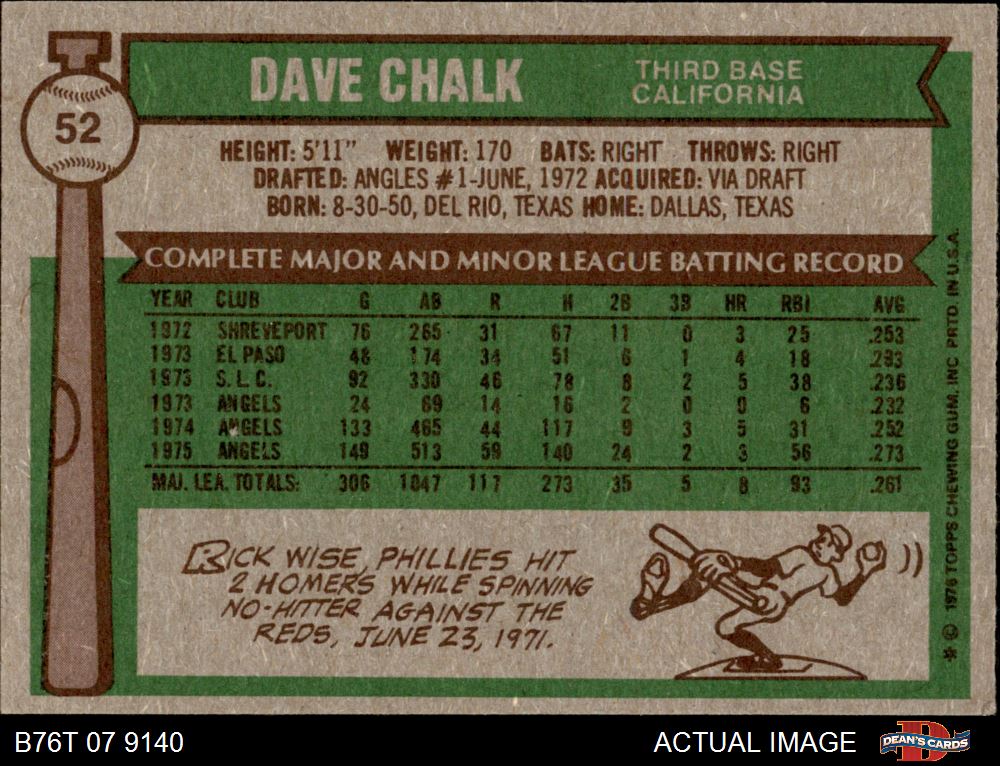 52
DAVE CHALK
THIRD BASE
CALIFORNIA
HEIGHT: 5'11" WEIGHT: 170 BATS: RIGHT THROWS: RIGHT
DRAFTED: ANGLES #1-JUNE, 1972 ACQUIRED: VIA DRAFT
BORN: 8-30-50, DEL RIO, TEXAS HOME: DALLAS, TEXAS
COMPLETE MAJOR AND MINOR LEAGUE BATTING RECORD
YEAR CLUB G AB R H 2B 3B HR RBI AVG
1972 SHREVEPORT 76 265 31 67 11 0 3 25 .253
1973 EL PASO 48 174 34 51 6 1 4 18 .293
1973 S.L.C. 92 330 46 78 8 2 5 38 .236
1973 ANGELS 24 69 14 16 2 0 0 6 .232
1974 ANGELS 133 465 44 117 9 3 5 31 .252
1975 ANGELS 149 513 59 140 24 2 3 56 .273
MAJ. LEA. TOTALS: 306 1047 117 273 35 5 8 93 .261
RICK WISE, PHILLIES HIT
2 HOMERS WHILE SPINNING
NO-HITTER AGAINST THE
REDS, JUNE 23, 1971.
* © 1976 TOPPS CHEWING GUM, INC PRTD. IN U.S.A.
B76T 07 9140
ACTUAL IMAGE
DEAN'S CARDS